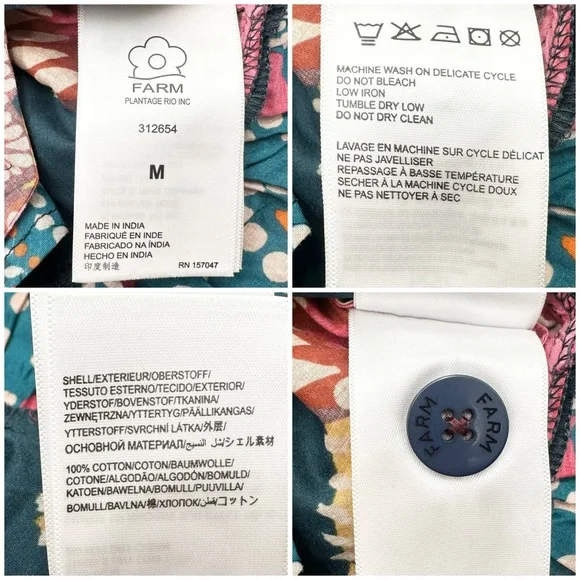 FARM
PLANTAGE RIO INC
312654
M
MADE IN INDIA
FABRIQUÉ EN INDE
FABRICADO NA ÍNDIA
HECHO EN INDIA
印度制造
RN 157047
MACHINE WASH ON DELICATE CYCLE
DO NOT BLEACH
LOW IRON
TUMBLE DRY LOW
DO NOT DRY CLEAN
LAVAGE EN MACHINE SUR CYCLE DÉLICAT
NE PAS JAVELLISER
REPASSAGE À BASSE TEMPÉRATURE
SECHER À LA MACHINE CYCLE DOUX
NE PAS NETTOYER À SEC
SHELL/EXTERIEUR/OBERSTOFF/
TESSUTO ESTERNO/TECIDO/EXTERIOR/
YDERSTOF/BOVENSTOF/TKANINA/
ZEWNĘTRZNA/YTTERTYG/PÄÄLLIKANGAS/
YTTERSTOFF/SVRCHNI LÁTKA/外层/
ОСНОВНОЙ МАТЕРИАЛ/شل النسيج/シェル素材
100% COTTON/COTON/BAUMWOLLE/
COTONE/ALGODÃO/ALGODÓN/BOMULD/
KATOEN/BAWELNA/BOMULL/PUUVILLA/
BOMULL/BAVLNA/棉/ХЛОПОК/قطن/コットン
FARM
FARM